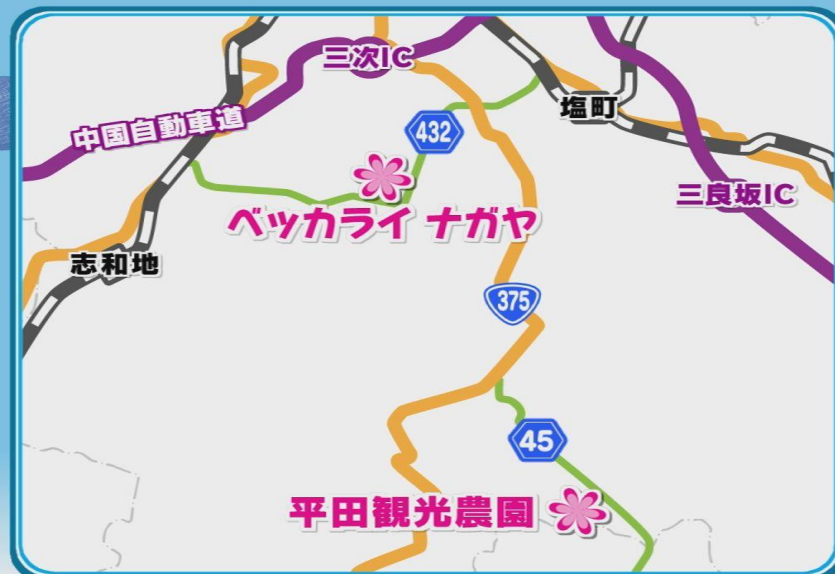 三次IC
中国自動車道
432
塩町
三良坂IC
ベッカライ ナガヤ
志和地
375
45
平田観光農園